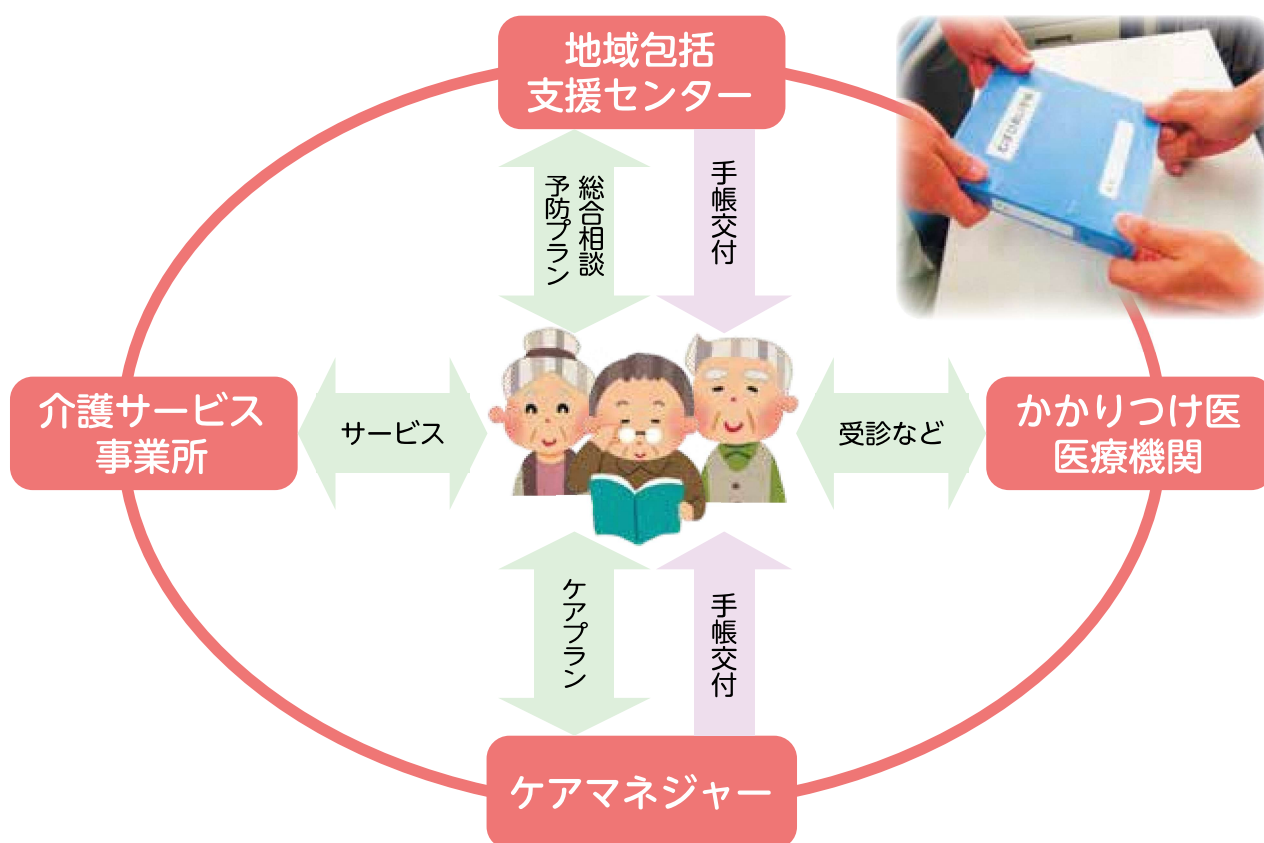 地域包括
支援センター
総合相談
予防プラン
手帳交付
介護サービス
事業所
サービス
受診など
かかりつけ医
医療機関
ケアプラン
手帳交付
ケアマネジャー